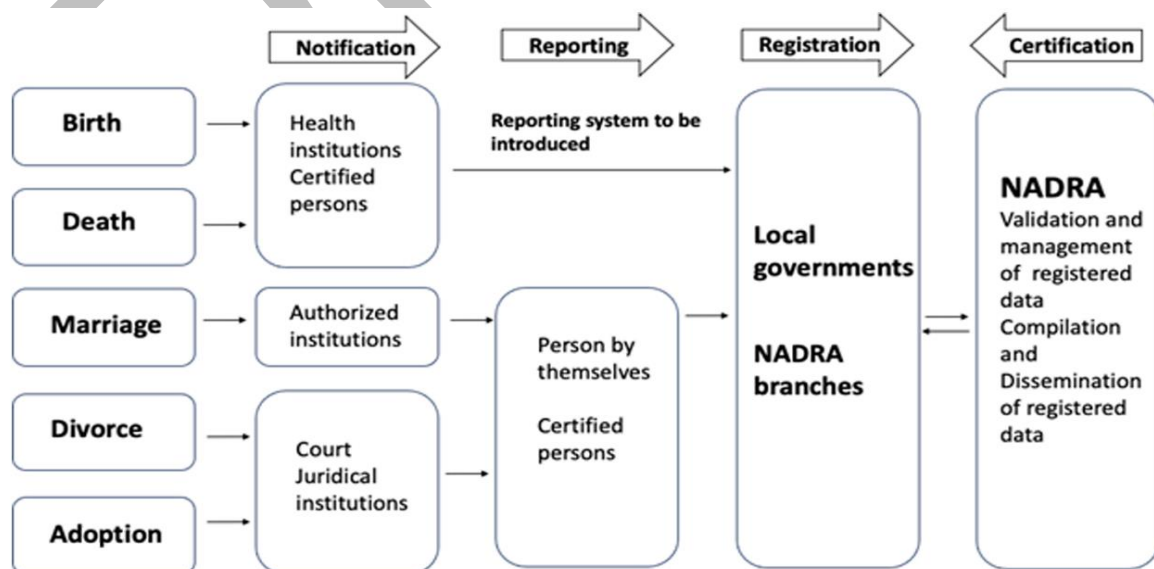 Notification
Reporting
Registration
Certification
Birth
Death
Marriage
Divorce
Adoption
Health
institutions
Certified
persons
Authorized
institutions
Court
Juridical
institutions
Reporting system to be
introduced
Person by
themselves
Certified
persons
Local
governments
NADRA
branches
NADRA
Validation and
management
of registered
data
Compilation
and
Dissemination
of registered
data